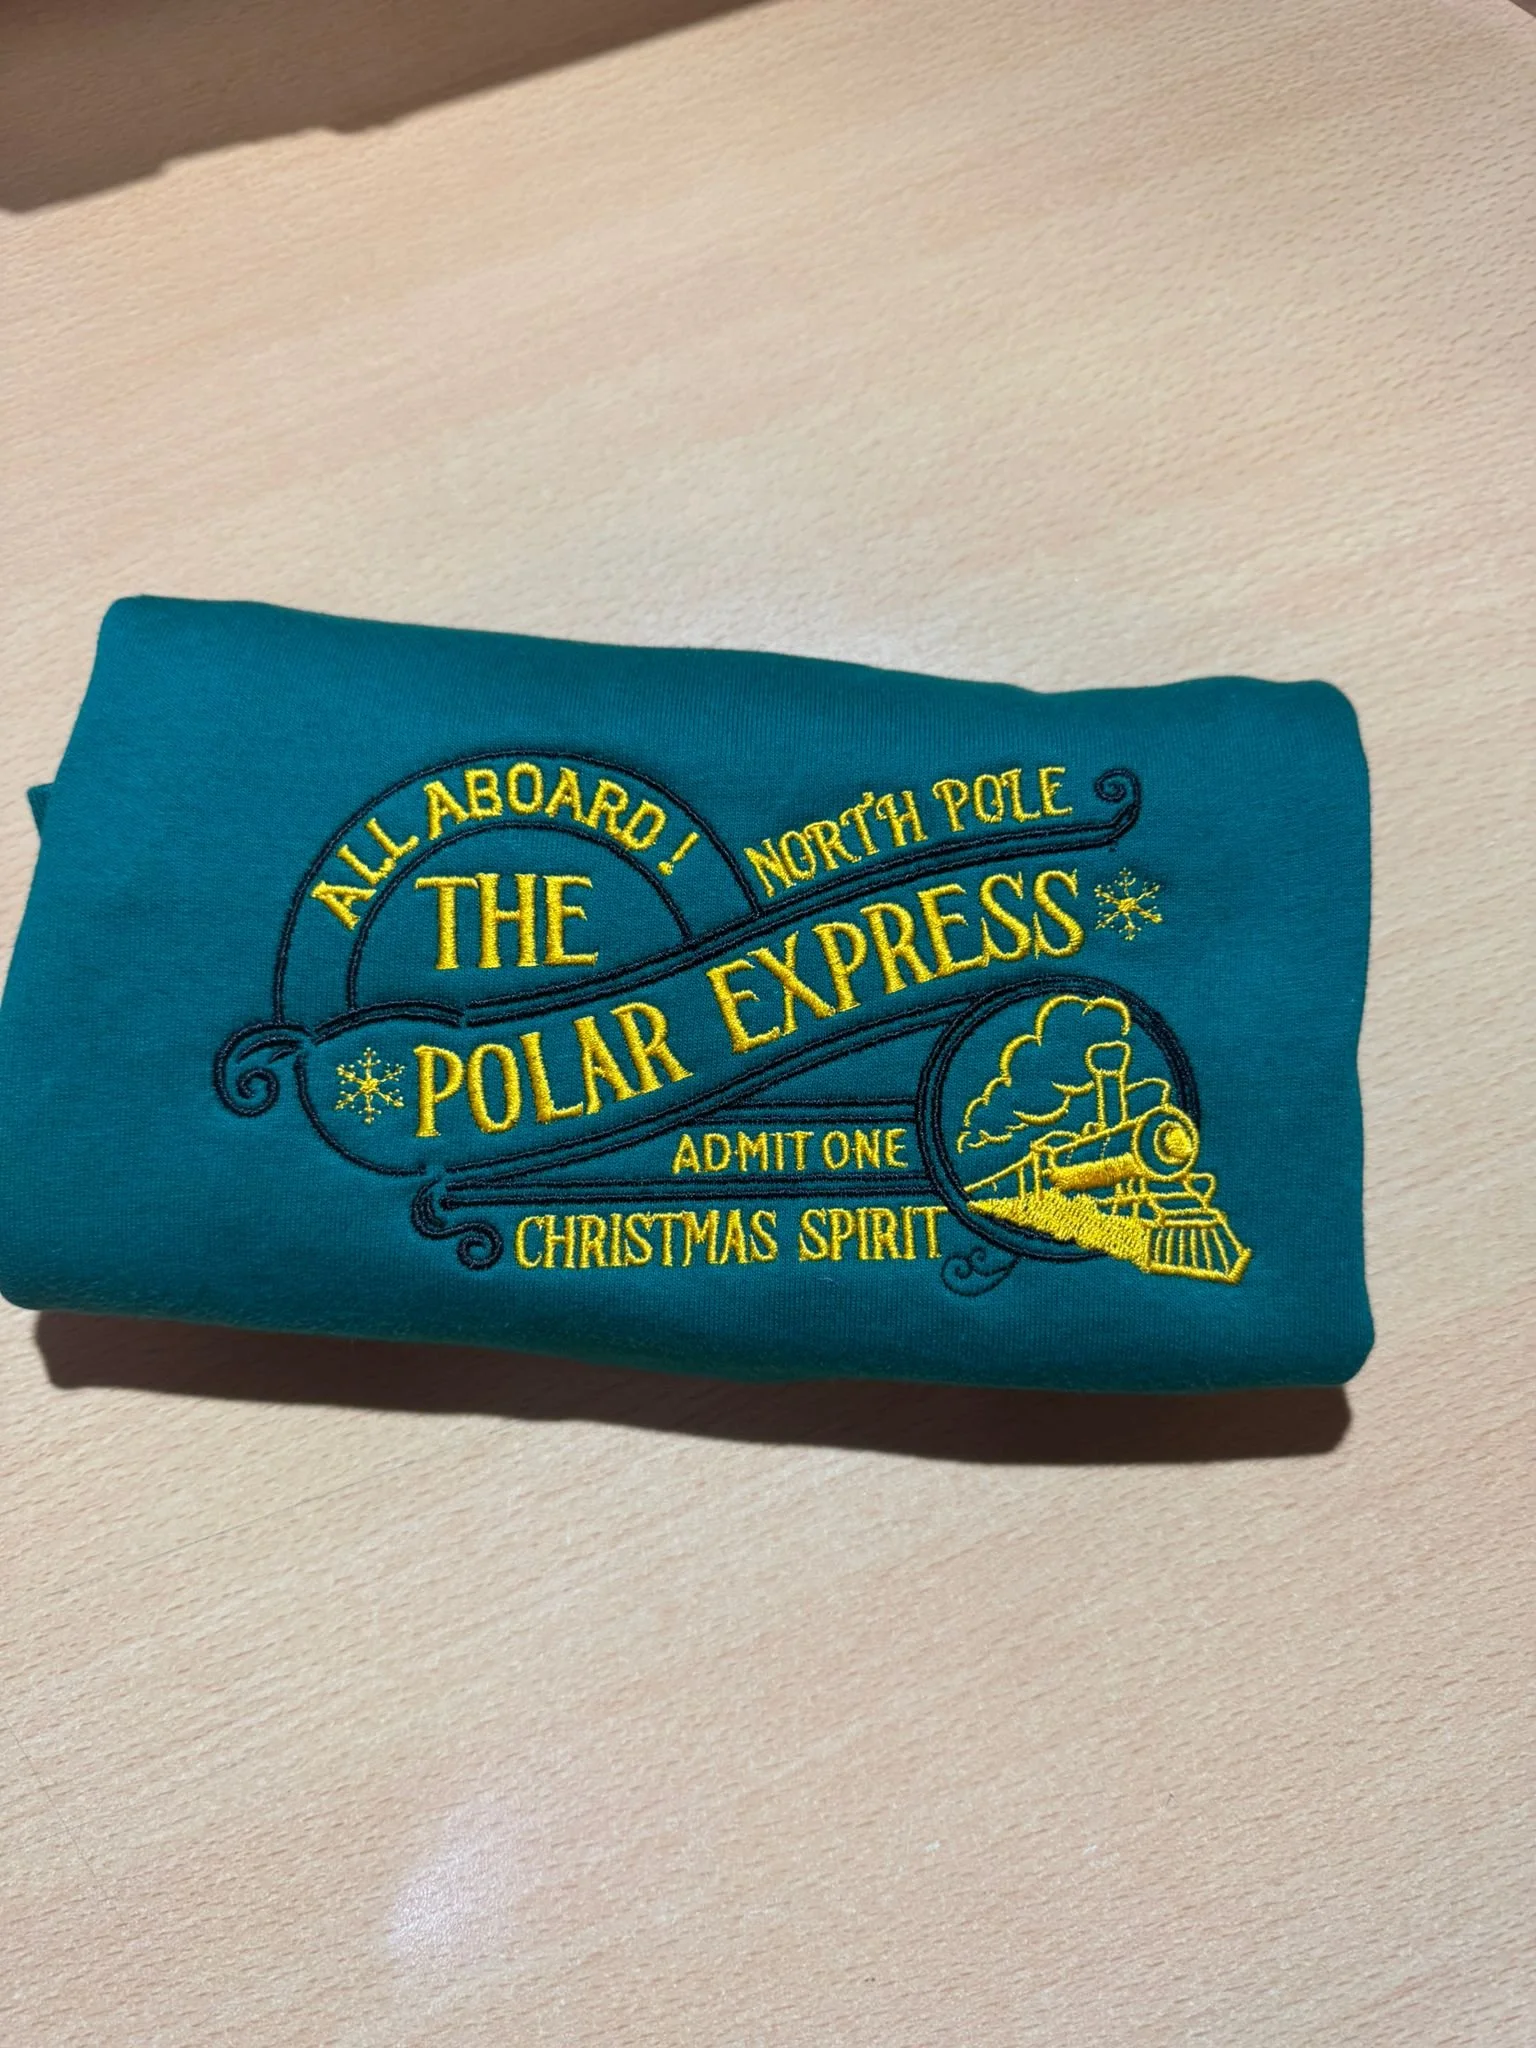 ALL ABOARD!
NORTH POLE
THE
POLAR EXPRESS
ADMIT ONE
CHRISTMAS SPIRIT